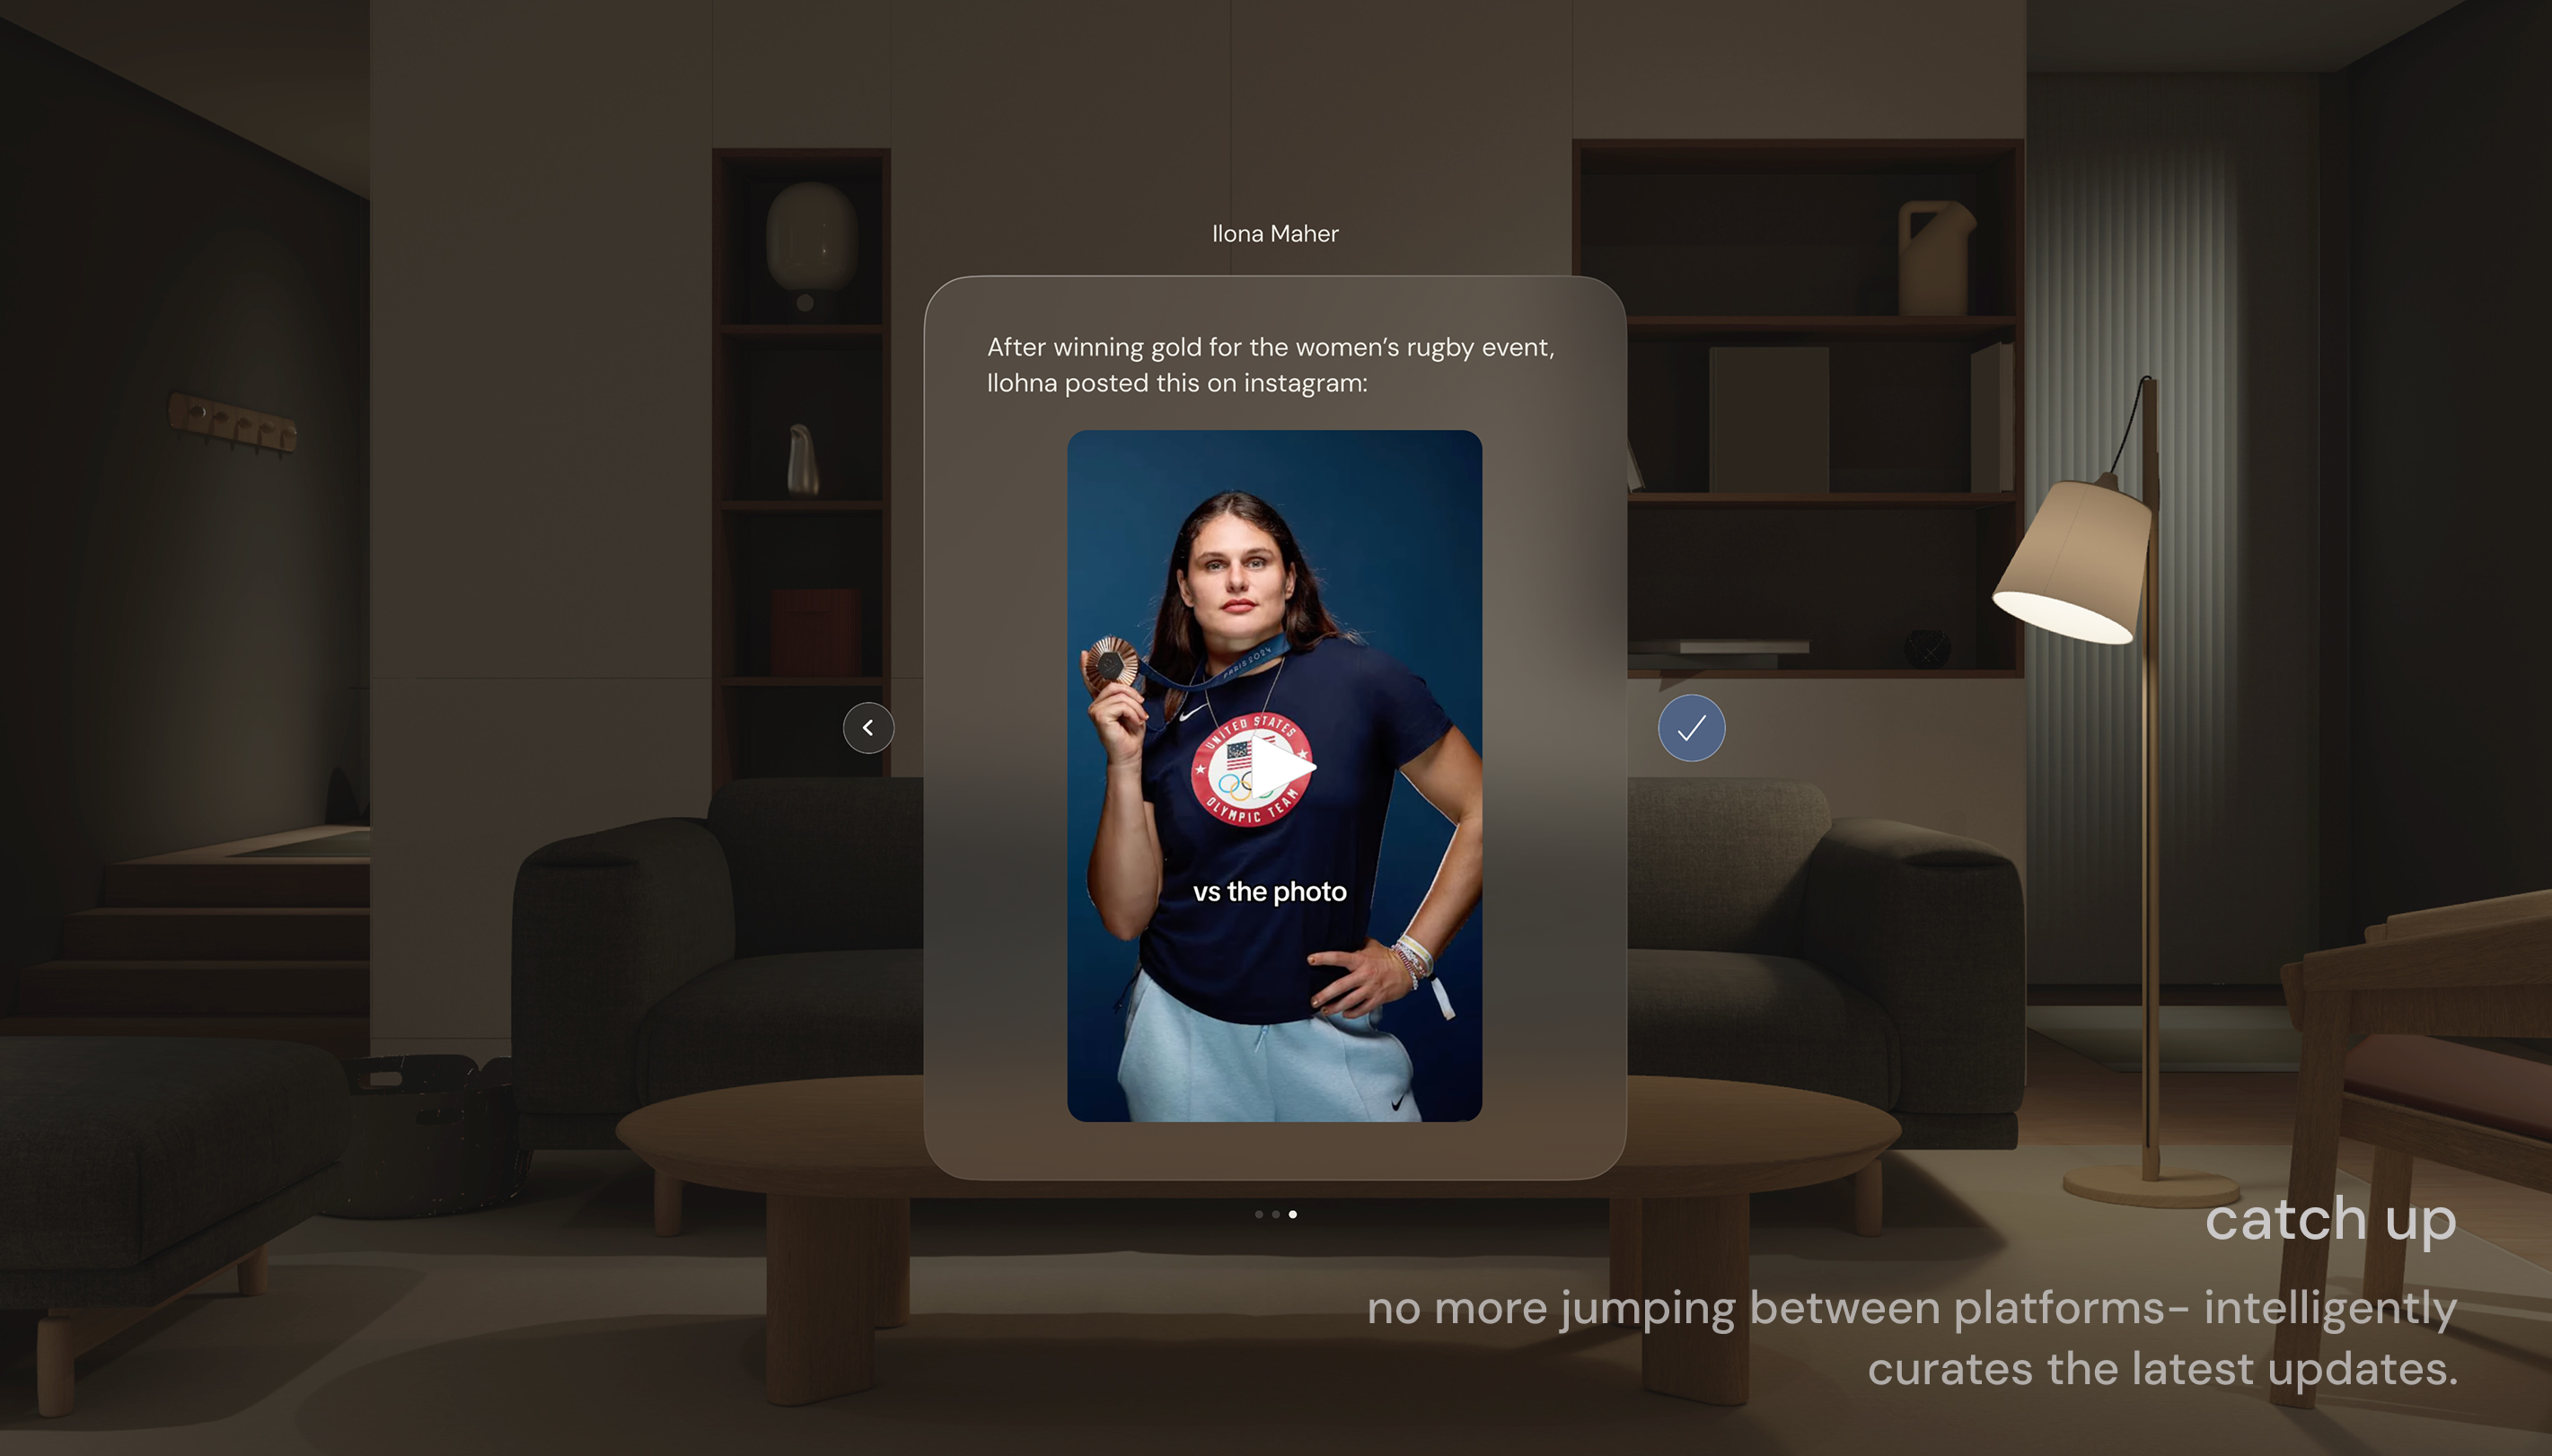 Ilona Maher
After winning gold for the women's rugby event,
Ilohna posted this on instagram:
PARIS 2024
UNITED STATES
OLYMPIC TEAM
vs the photo
catch up
no more jumping between platforms- intelligently
curates the latest updates.